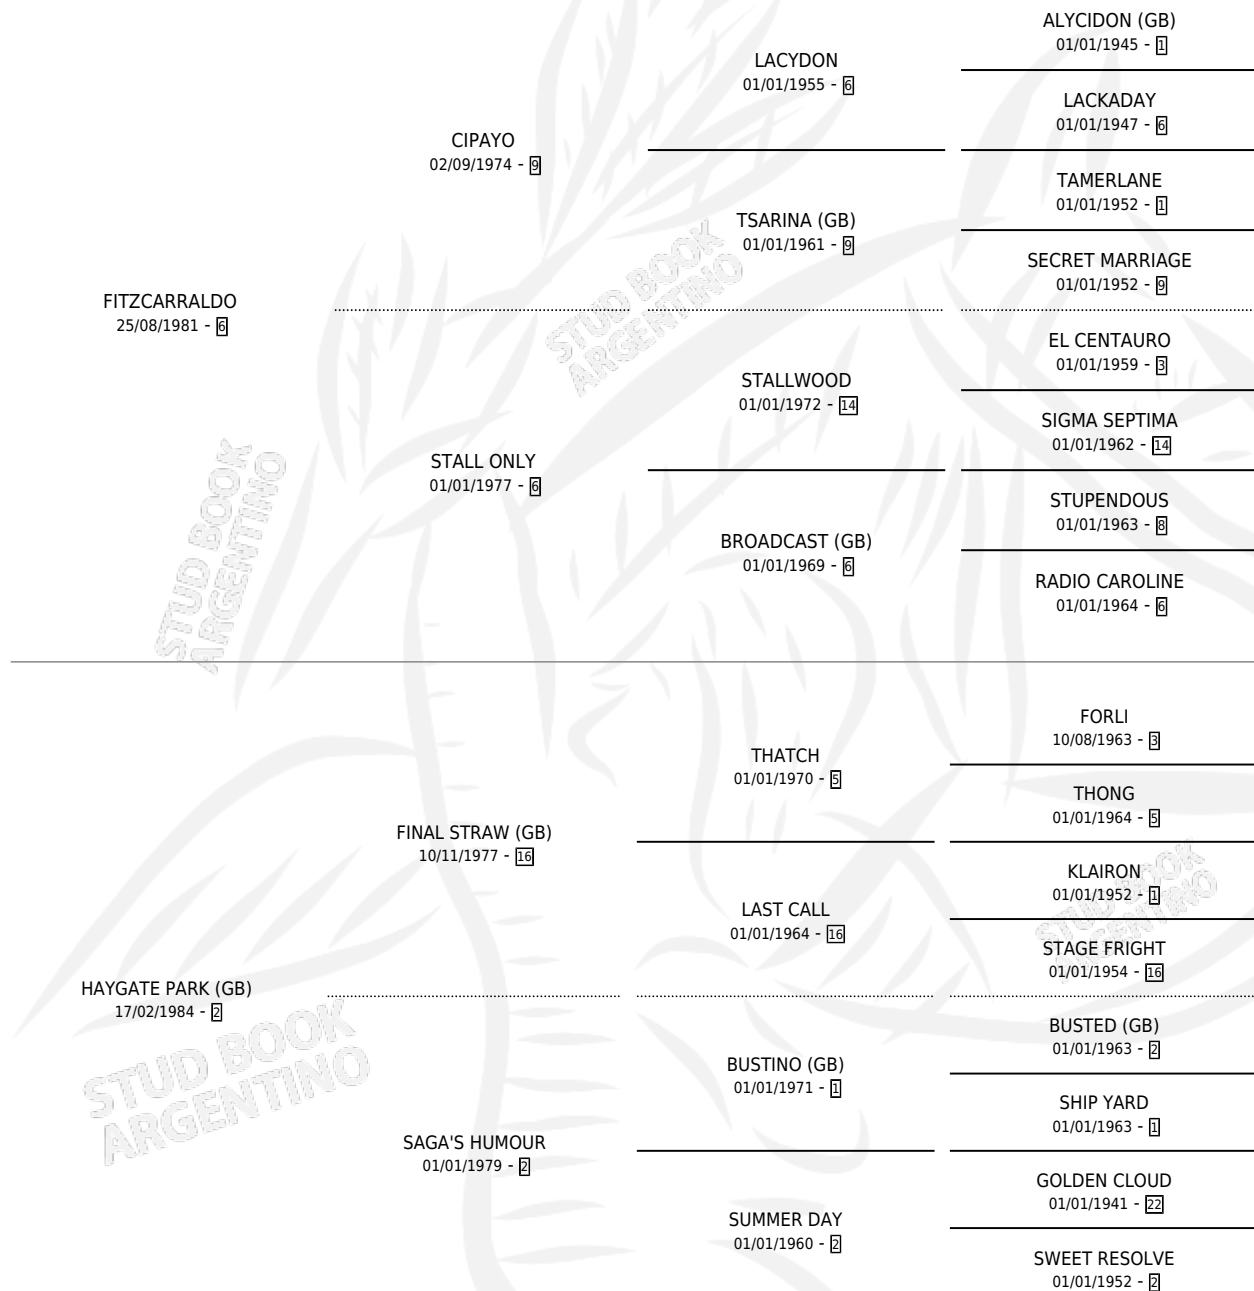 ALYCIDON (GB)
01/01/1945 - 1
LACYDON
01/01/1955 - 6
LACKADAY
01/01/1947 - 6
CIPAYO
02/09/1974 - 9
TAMERLANE
01/01/1952 - 1
TSARINA (GB)
01/01/1961 - 9
SECRET MARRIAGE
01/01/1952 - 9
FITZCARRALDO
25/08/1981 - 6
EL CENTAURO
01/01/1959 - 3
STALLWOOD
01/01/1972 - 14
SIGMA SEPTIMA
01/01/1962 - 14
STALL ONLY
01/01/1977 - 6
STUPENDOUS
01/01/1963 - 8
BROADCAST (GB)
01/01/1969 - 6
RADIO CAROLINE
01/01/1964 - 6
STUD BOOK
ARGENTINO
STUD BOOK
ARGENTINO
FORLI
10/08/1963 - 3
THATCH
01/01/1970 - 5
THONG
01/01/1964 - 5
FINAL STRAW (GB)
10/11/1977 - 16
KLAIRON
01/01/1952 - 1
LAST CALL
01/01/1964 - 16
STAGE FRIGHT
01/01/1954 - 16
HAYGATE PARK (GB)
17/02/1984 - 2
BUSTED (GB)
01/01/1963 - 2
BUSTINO (GB)
01/01/1971 - 1
SHIP YARD
01/01/1963 - 1
SAGA'S HUMOUR
01/01/1979 - 2
GOLDEN CLOUD
01/01/1941 - 22
SUMMER DAY
01/01/1960 - 2
SWEET RESOLVE
01/01/1952 - 2
STUD BOOK
ARGENTINO
STUD BOOK
ARGENTINO